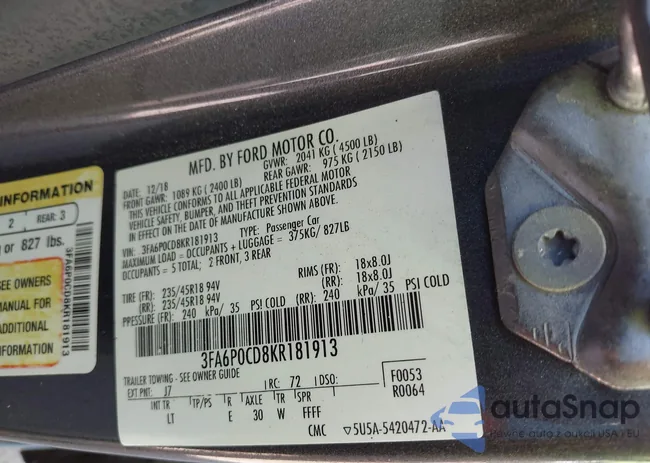 INFORMATION
2 REAR: 3
g or 827 lbs.
SEE OWNERS
MANUAL FOR
ADDITIONAL
INFORMATION
3FA6P0CD8KR181913
MFD. BY FORD MOTOR CO.
DATE: 12/18 GVWR: 2041 KG (4500 LB)
FRONT GAWR: 1089 KG (2400 LB) REAR GAWR: 975 KG (2150 LB)
THIS VEHICLE CONFORMS TO ALL APPLICABLE FEDERAL MOTOR
VEHICLE SAFETY, BUMPER, AND THEFT PREVENTION STANDARDS
IN EFFECT ON THE DATE OF MANUFACTURE SHOWN ABOVE.
VIN: 3FA6P0CD8KR181913 TYPE: Passenger Car
MAXIMUM LOAD = OCCUPANTS + LUGGAGE = 375KG/ 827LB
OCCUPANTS = 5 TOTAL; 2 FRONT, 3 REAR
TIRE (FR): 235/45R18 94V RIMS (FR): 18x8.0J
(RR): 235/45R18 94V (RR): 18x8.0J
PPESSURE (FR): 240 kPa/ 35 PSI COLD (RR): 240 kPa/ 35 PSI COLD
3FA6P0CD8KR181913
TRAILER TOWING - SEE OWNER GUIDE
EXT PNT: J7 RC: 72 DSO: F0053
INT TR TP/PS R AXLE TR SPR R0064
LT E 30 W FFFF
CMC 5U5A-5420472-AA
autoSnap